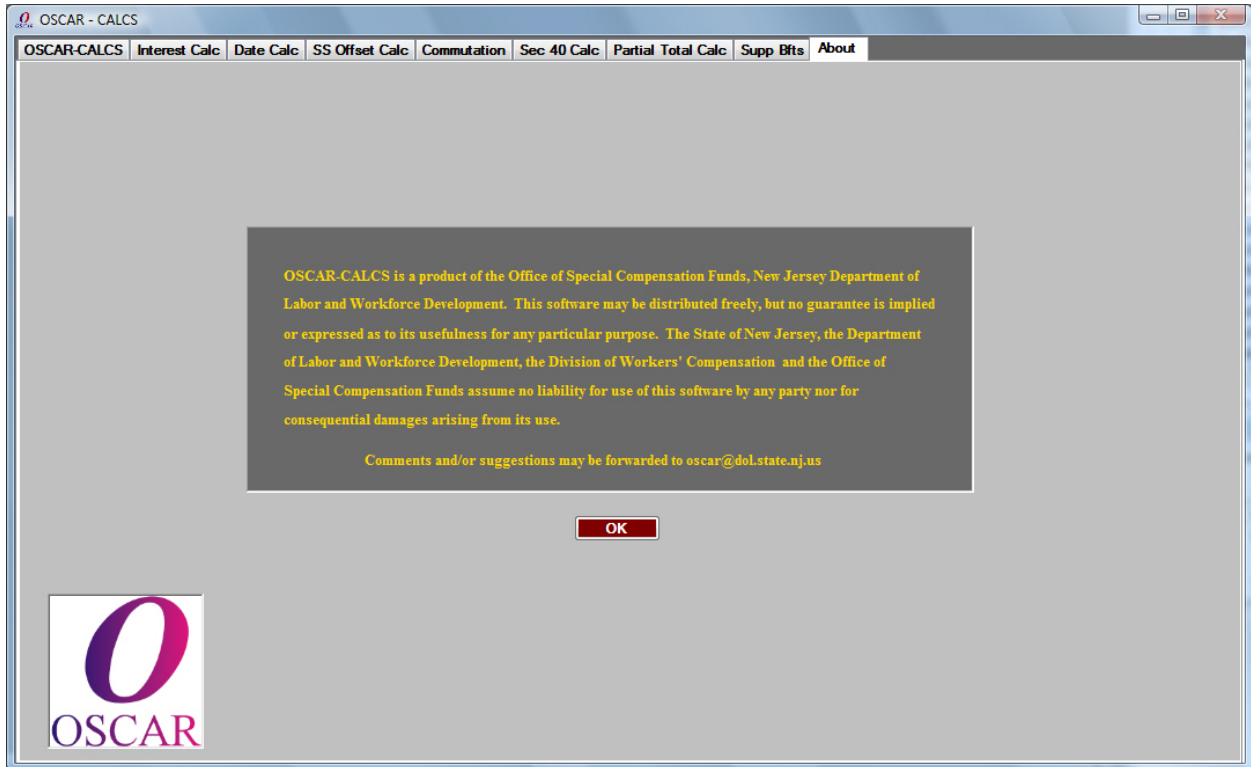 OSCAR - CALCS
OSCAR-CALCS Interest Calc Date Calc SS Offset Calc Commutation Sec 40 Calc Partial Total Calc Supp Bfts About
OSCAR-CALCS is a product of the Office of Special Compensation Funds, New Jersey Department of
Labor and Workforce Development.  This software may be distributed freely, but no guarantee is implied
or expressed as to its usefulness for any particular purpose.  The State of New Jersey, the Department
of Labor and Workforce Development, the Division of Workers' Compensation  and the Office of
Special Compensation Funds assume no liability for use of this software by any party nor for
consequential damages arising from its use.
Comments and/or suggestions may be forwarded to oscar@dol.state.nj.us
OK
O
OSCAR